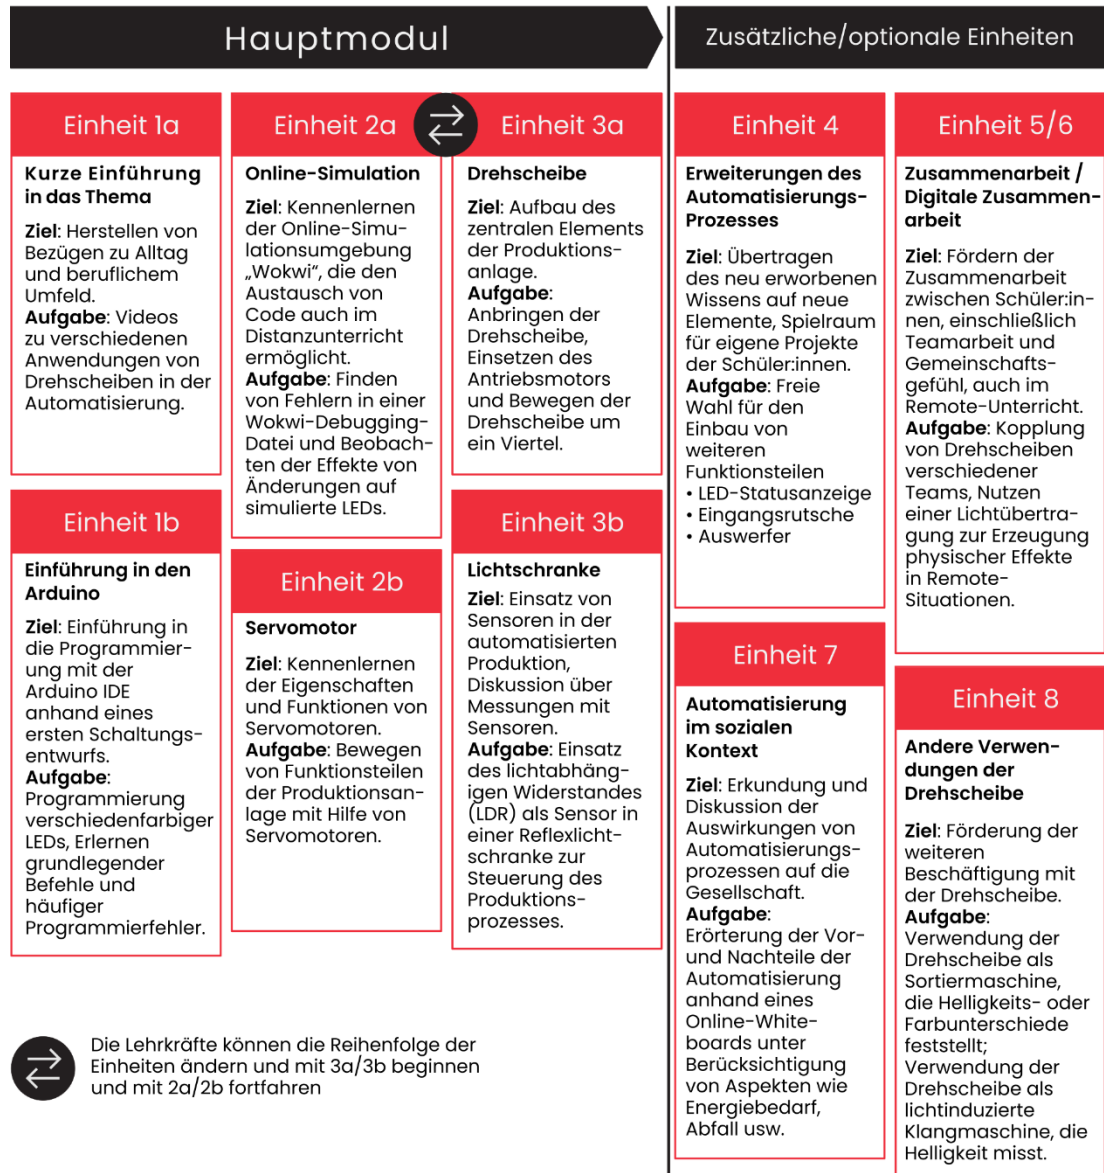 Hauptmodul
Zusätzliche/optionale Einheiten
Einheit 1a
Kurze Einführung
in das Thema
Ziel: Herstellen von
Bezügen zu Alltag
und beruflichem
Umfeld.
Aufgabe: Videos
zu verschiedenen
Anwendungen von
Drehscheiben in der
Automatisierung.
Einheit 1b
Einführung in den
Arduino
Ziel: Einführung in
die Programmier-
ung mit der
Arduino IDE
anhand eines
ersten Schaltungs-
entwurfs.
Aufgabe:
Programmierung
verschiedenfarbiger
LEDs, Erlernen
grundlegender
Befehle und
häufiger
Programmierfehler.
Einheit 2a
Online-Simulation
Ziel: Kennenlernen
der Online-Simu-
lationsumgebung
„Wokwi“, die den
Austausch von
Code auch im
Distanzunterricht
ermöglicht.
Aufgabe: Finden
von Fehlern in einer
Wokwi-Debugging-
Datei und Beobach-
ten der Effekte von
Änderungen auf
simulierte LEDs.
Einheit 2b
Servomotor
Ziel: Kennenlernen
der Eigenschaften
und Funktionen von
Servomotoren.
Aufgabe: Bewegen
von Funktionsteilen
der Produktionsan-
lage mit Hilfe von
Servomotoren.
Einheit 3a
Drehscheibe
Ziel: Aufbau des
zentralen Elements
der Produktions-
anlage.
Aufgabe:
Anbringen der
Drehscheibe,
Einsetzen des
Antriebsmotors
und Bewegen der
Drehscheibe um
ein Viertel.
Einheit 3b
Lichtschranke
Ziel: Einsatz von
Sensoren in der
automatisierten
Produktion,
Diskussion über
Messungen mit
Sensoren.
Aufgabe: Einsatz
des lichtabhäng-
igen Widerstandes
(LDR) als Sensor in
einer Reflexlicht-
schranke zur
Steuerung des
Produktions-
prozesses.
Die Lehrkräfte können die Reihenfolge der
Einheiten ändern und mit 3a/3b beginnen
und mit 2a/2b fortfahren
Einheit 4
Erweiterungen des
Automatisierungs-
Prozesses
Ziel: Übertragen
des neu erworbenen
Wissens auf neue
Elemente, Spielraum
für eigene Projekte
der Schüler:innen.
Aufgabe: Freie
Wahl für den
Einbau von
weiteren
Funktionsteilen
• LED-Statusanzeige
• Eingangsrutsche
• Auswerfer
Einheit 7
Automatisierung
im sozialen
Kontext
Ziel: Erkundung und
Diskussion der
Auswirkungen von
Automatisierungs-
prozessen auf die
Gesellschaft.
Aufgabe:
Erörterung der Vor-
und Nachteile der
Automatisierung
anhand eines
Online-White-
boards unter
Berücksichtigung
von Aspekten wie
Energiebedarf,
Abfall usw.
Einheit 5/6
Zusammenarbeit /
Digitale Zusammen-
arbeit
Ziel: Fördern der
Zusammenarbeit
zwischen Schüler:in-
nen, einschließlich
Teamarbeit und
Gemeinschafts-
gefühl, auch im
Remote-Unterricht.
Aufgabe: Kopplung
von Drehscheiben
verschiedener
Teams, Nutzen
einer Lichtübertra-
gung zur Erzeugung
physischer Effekte
in Remote-
Situationen.
Einheit 8
Andere Verwen-
dungen der
Drehscheibe
Ziel: Förderung der
weiteren
Beschäftigung mit
der Drehscheibe.
Aufgabe:
Verwendung der
Drehscheibe als
Sortiermaschine,
die Helligkeits- oder
Farbunterschiede
feststellt;
Verwendung der
Drehscheibe als
lichtinduzierte
Klangmaschine, die
Helligkeit misst.